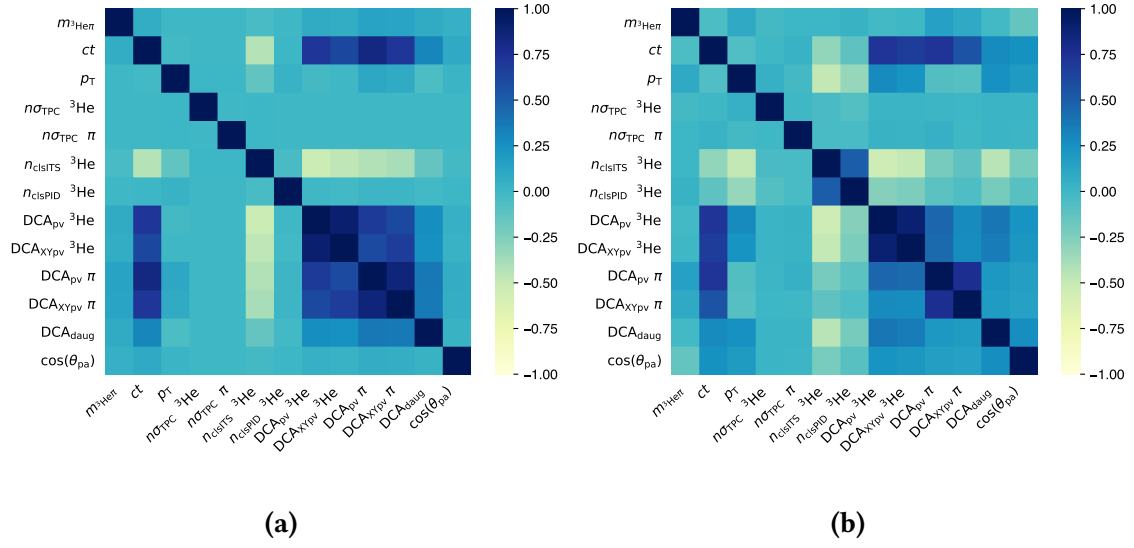 m³Heπ
ct
pT
nσTPC ³He
nσTPC π
nclsITS ³He
nclsPID ³He
DCApv ³He
DCAXYpv ³He
DCApv π
DCAXYpv π
DCAdaug
cos(θpa)
m³Heπ
ct
pT
nσTPC ³He
nσTPC π
nclsITS ³He
nclsPID ³He
DCApv ³He
DCAXYpv ³He
DCApv π
DCAXYpv π
DCAdaug
cos(θpa)
1.00
0.75
0.50
0.25
0.00
−0.25
−0.50
−0.75
−1.00
(a)
m³Heπ
ct
pT
nσTPC ³He
nσTPC π
nclsITS ³He
nclsPID ³He
DCApv ³He
DCAXYpv ³He
DCApv π
DCAXYpv π
DCAdaug
cos(θpa)
m³Heπ
ct
pT
nσTPC ³He
nσTPC π
nclsITS ³He
nclsPID ³He
DCApv ³He
DCAXYpv ³He
DCApv π
DCAXYpv π
DCAdaug
cos(θpa)
1.00
0.75
0.50
0.25
0.00
−0.25
−0.50
−0.75
−1.00
(b)